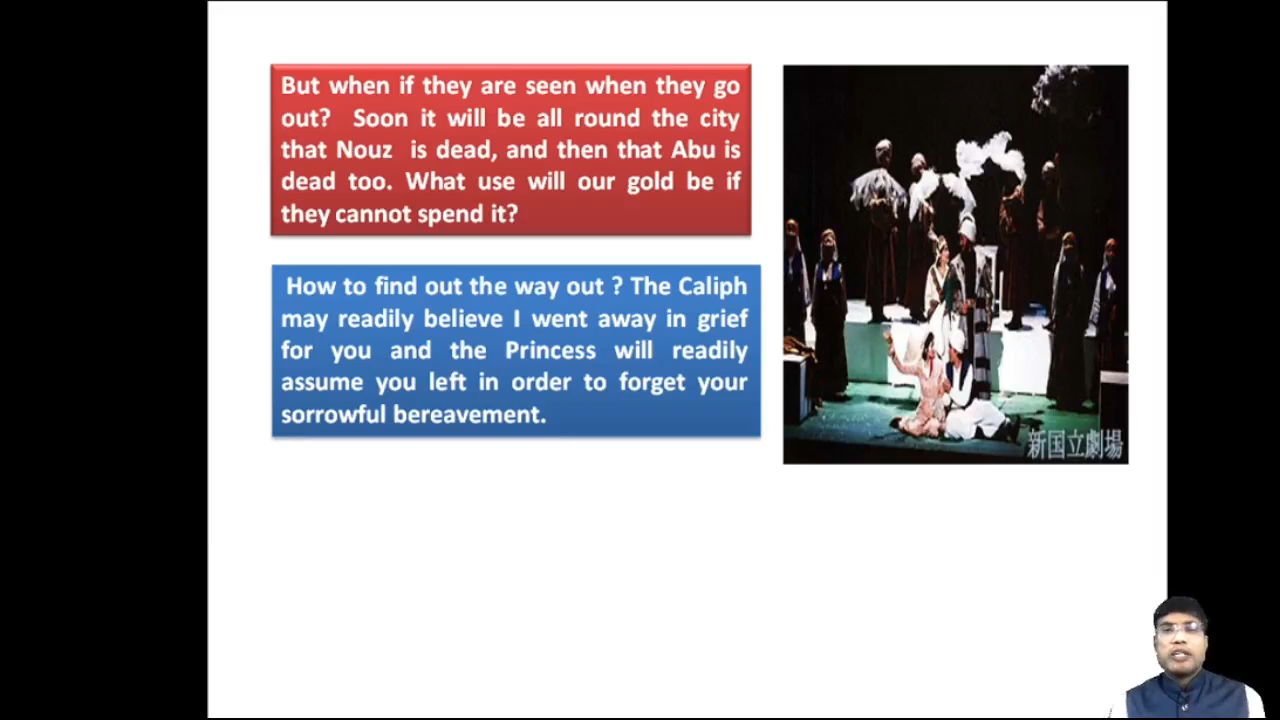 But when if they are seen when they go
out? Soon it will be all round the city
that Nouz is dead, and then that Abu is
dead too. What use will our gold be if
they cannot spend it?
How to find out the way out ? The Caliph
may readily believe I went away in grief
for you and the Princess will readily
assume you left in order to forget your
sorrowful bereavement.
新国立劇場